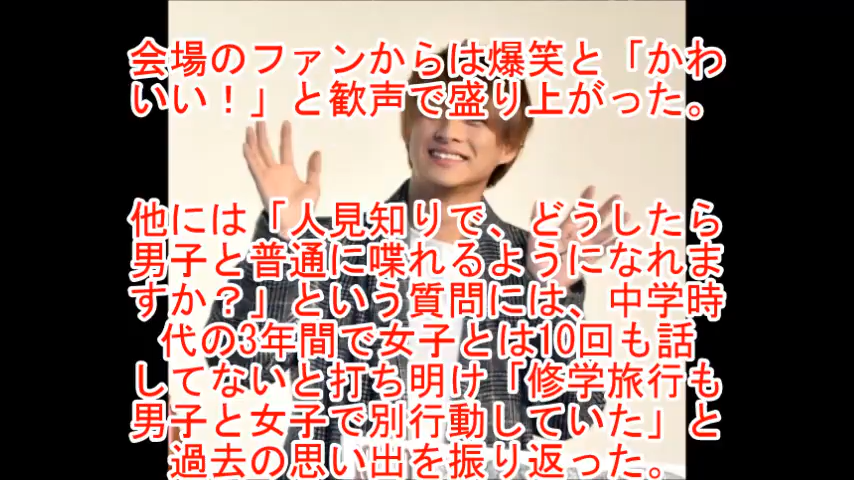 会場のファンからは爆笑と「かわ
いい！」と歓声で盛り上がった。
他には「人見知りで、どうしたら
男子と普通に喋れるようになれま
すか？」という質問には、中学時
代の3年間で女子とは10回も話
してないと打ち明け「修学旅行も
男子と女子で別行動していた」と
過去の思い出を振り返った。